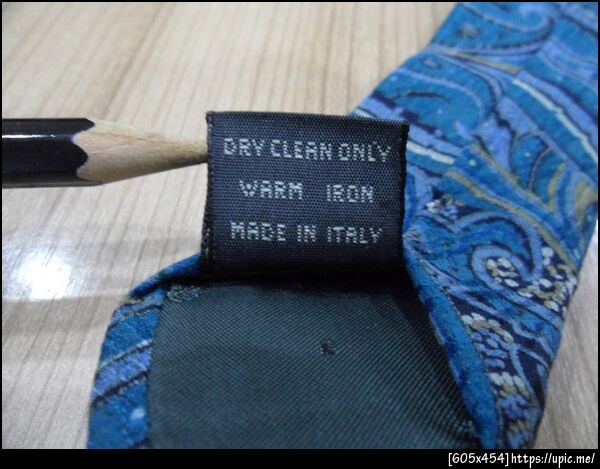 DRY CLEAN ONLY
WARM IRON
MADE IN ITALY
[605x454]https://upic.me/